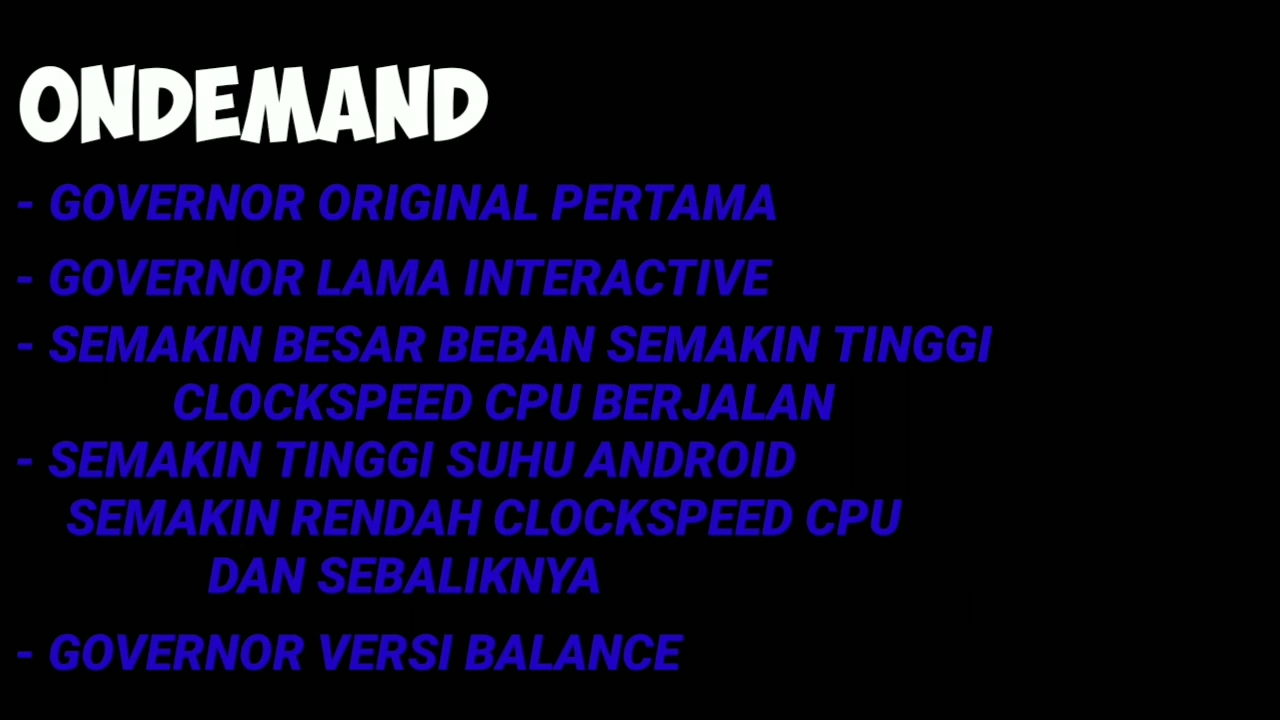 ONDEMAND
- GOVERNOR ORIGINAL PERTAMA
- GOVERNOR LAMA INTERACTIVE
- SEMAKIN BESAR BEBAN SEMAKIN TINGGI
CLOCKSPEED CPU BERJALAN
- SEMAKIN TINGGI SUHU ANDROID
SEMAKIN RENDAH CLOCKSPEED CPU
DAN SEBALIKNYA
- GOVERNOR VERSI BALANCE